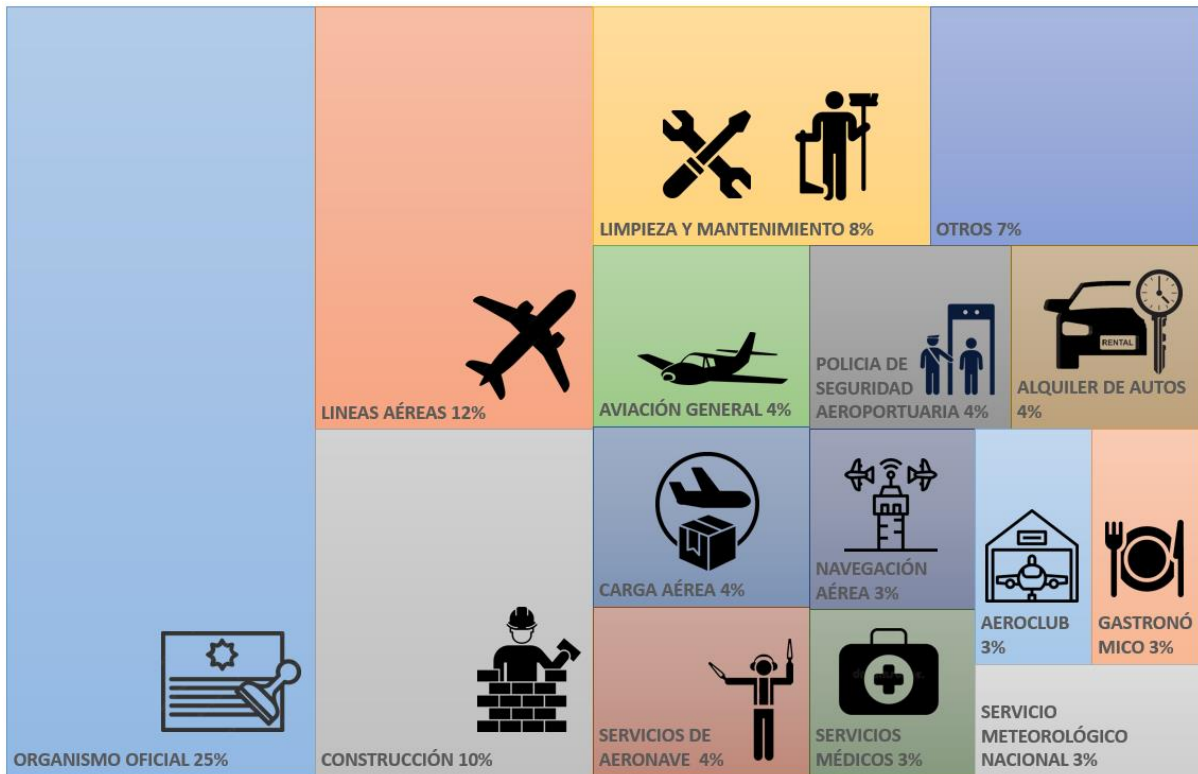 ORGANISMO OFICIAL 25%
LINEAS AÉREAS 12%
CONSTRUCCIÓN 10%
LIMPIEZA Y MANTENIMIENTO 8%
OTROS 7%
AVIACIÓN GENERAL 4%
POLICIA DE
SEGURIDAD
AEROPORTUARIA 4%
RENTAL
ALQUILER DE AUTOS
4%
CARGA AÉREA 4%
NAVEGACIÓN
AÉREA 3%
AEROCLUB
3%
GASTRONÓ
MICO 3%
SERVICIOS DE
AERONAVE 4%
SERVICIOS
MÉDICOS 3%
SERVICIO
METEOROLÓGICO
NACIONAL 3%